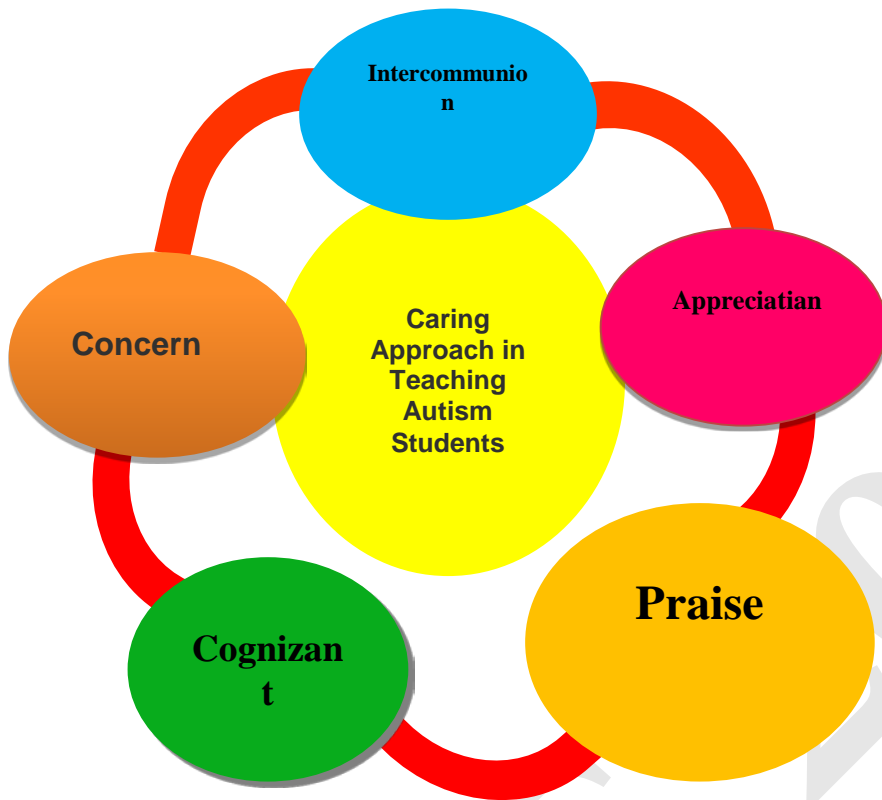 Intercommunio
n
Appreciatian
Caring
Approach in
Teaching
Autism
Students
Concern
Praise
Cognizan
t